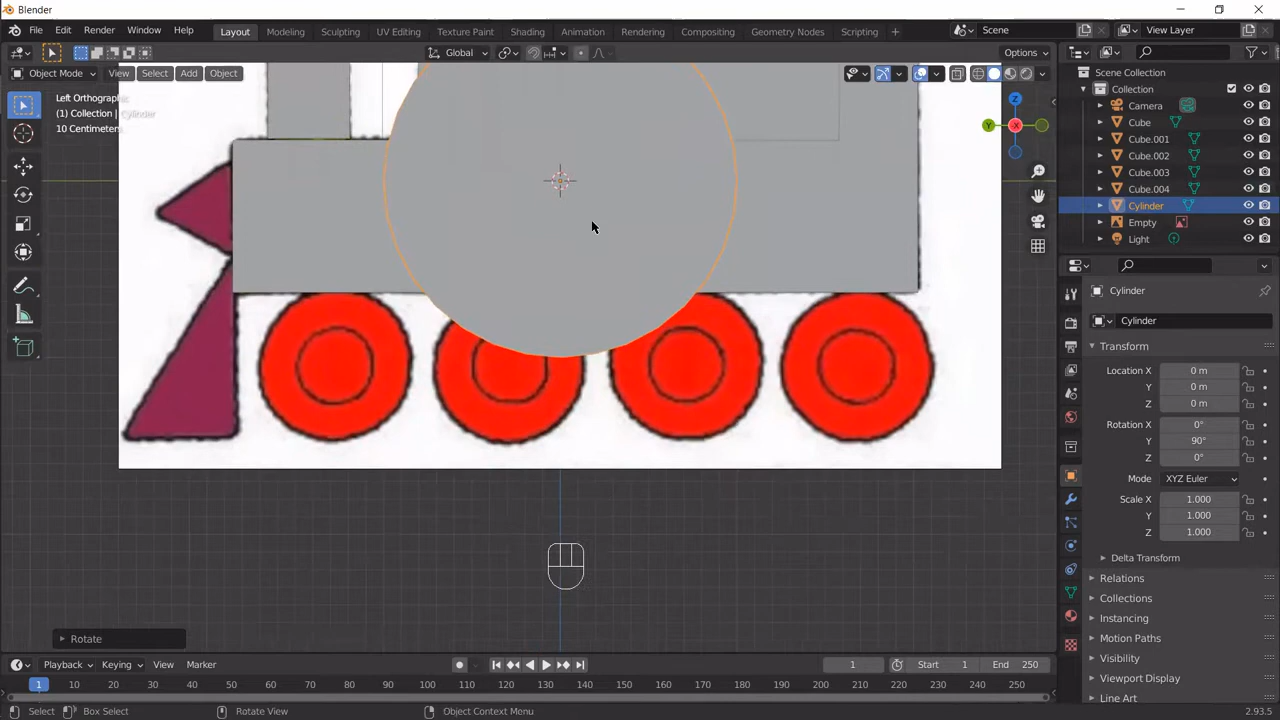 Blender
File Edit Render Window Help
Layout Modeling Sculpting UV Editing Texture Paint Shading Animation Rendering Compositing Geometry Nodes Scripting +
Scene
View Layer
Global
Options
Object Mode View Select Add Object
Left Orthographic
(1) Collection | Cylinder
10 Centimeters
Z
Scene Collection
Collection
Camera
Cube
Cube.001
Cube.002
Cube.003
Cube.004
Cylinder
Empty
Light
Cylinder
Cylinder
Transform
Location X 0 m
Y 0 m
Z 0 m
Rotation X 0°
Y 90°
Z 0°
Mode XYZ Euler
Scale X 1.000
Y 1.000
Z 1.000
Delta Transform
Relations
Collections
Instancing
Motion Paths
Visibility
Viewport Display
Line Art
Rotate
Playback Keying View Marker
1 Start 1 End 250
1 10 20 30 40 50 60 70 80 90 100 110 120 130 140 150 160 170 180 190 200 210 220 230 240 250
Select Box Select Rotate View Object Context Menu 2.93.5